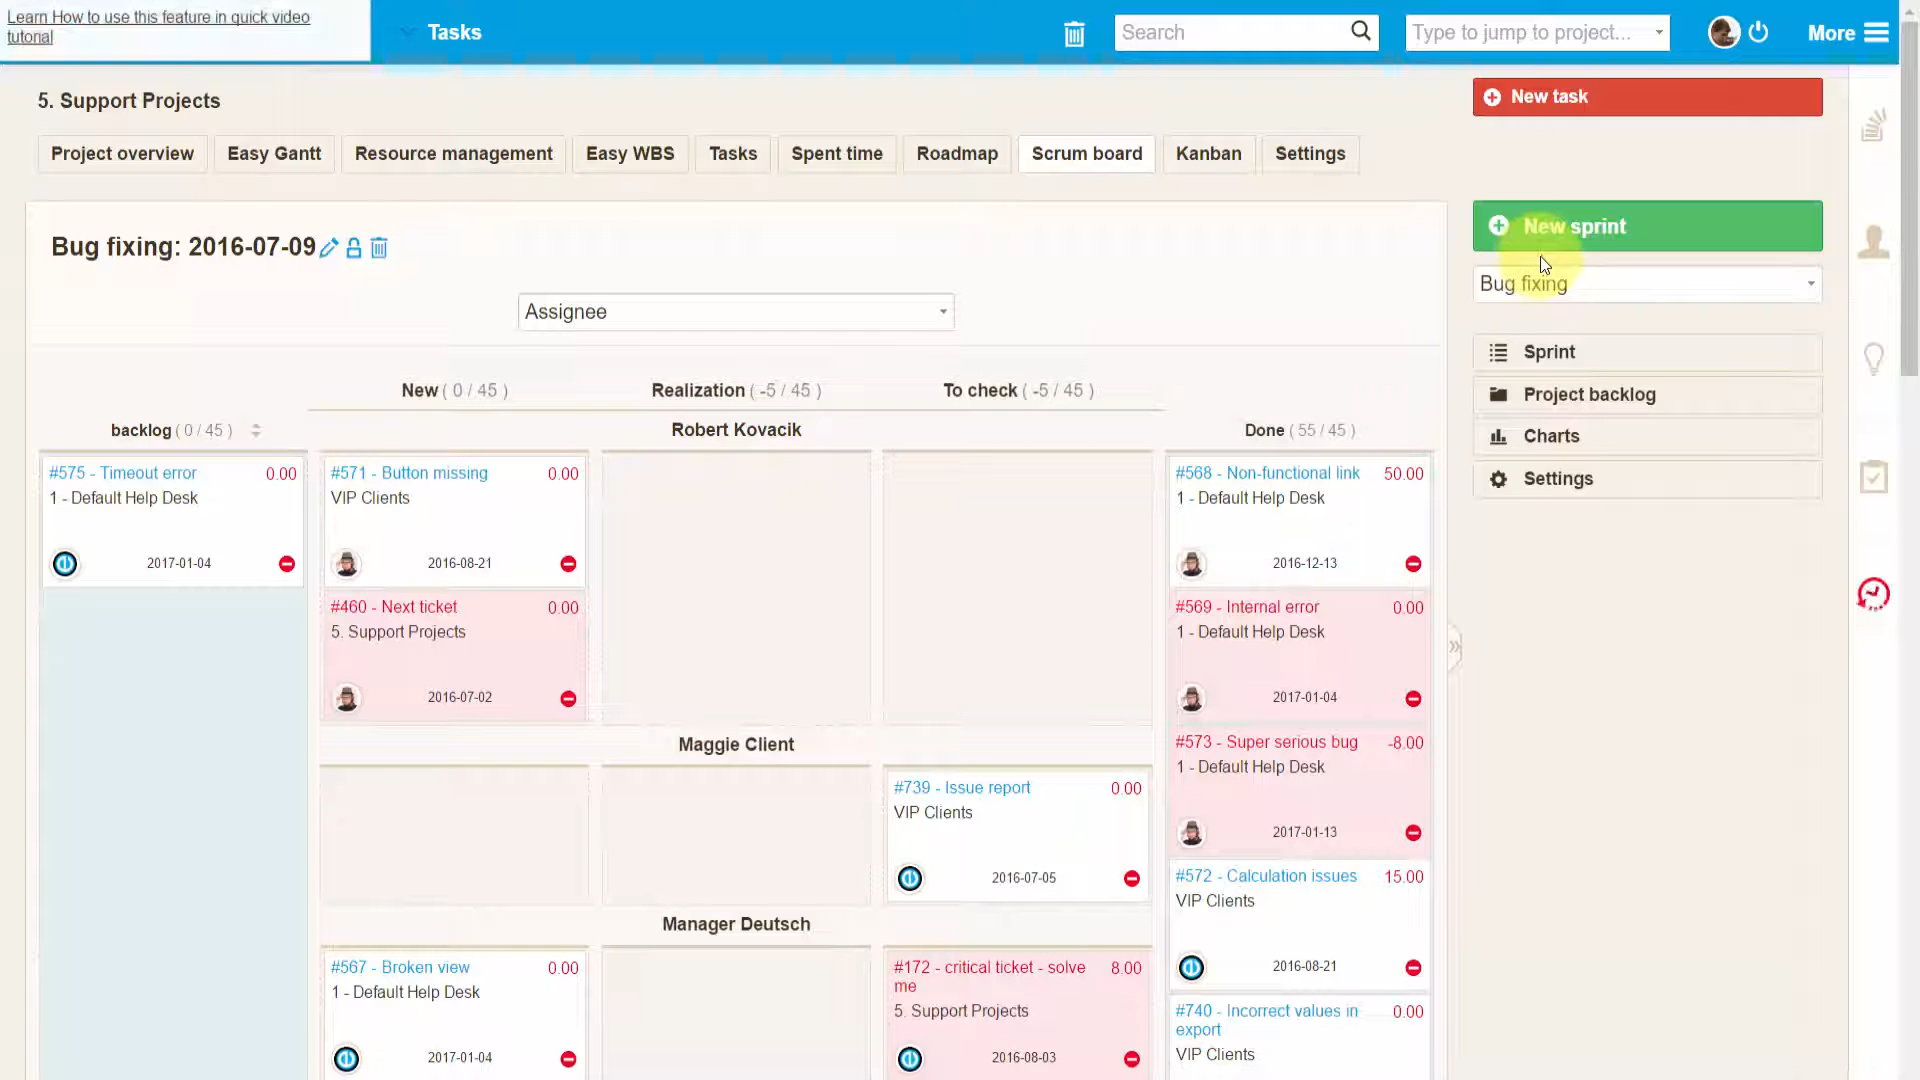 Learn How to use this feature in quick video
tutorial
Tasks
Search
Type to jump to project...
More
5. Support Projects
New task
Project overview
Easy Gantt
Resource management
Easy WBS
Tasks
Spent time
Roadmap
Scrum board
Kanban
Settings
New sprint
Bug fixing
Sprint
Project backlog
Charts
Settings
Bug fixing: 2016-07-09
Assignee
New ( 0 / 45 )
Realization ( -5 / 45 )
To check ( -5 / 45 )
backlog ( 0 / 45 )
Robert Kovacik
Done ( 55 / 45 )
#575 - Timeout error 0.00
1 - Default Help Desk
2017-01-04
#571 - Button missing 0.00
VIP Clients
2016-08-21
#460 - Next ticket 0.00
5. Support Projects
2016-07-02
#568 - Non-functional link 50.00
1 - Default Help Desk
2016-12-13
#569 - Internal error 0.00
1 - Default Help Desk
2017-01-04
#573 - Super serious bug -8.00
1 - Default Help Desk
2017-01-13
Maggie Client
#739 - Issue report 0.00
VIP Clients
2016-07-05
#572 - Calculation issues 15.00
VIP Clients
2016-08-21
Manager Deutsch
#567 - Broken view 0.00
1 - Default Help Desk
2017-01-04
#172 - critical ticket - solve 8.00
me
5. Support Projects
2016-08-03
#740 - Incorrect values in 0.00
export
VIP Clients